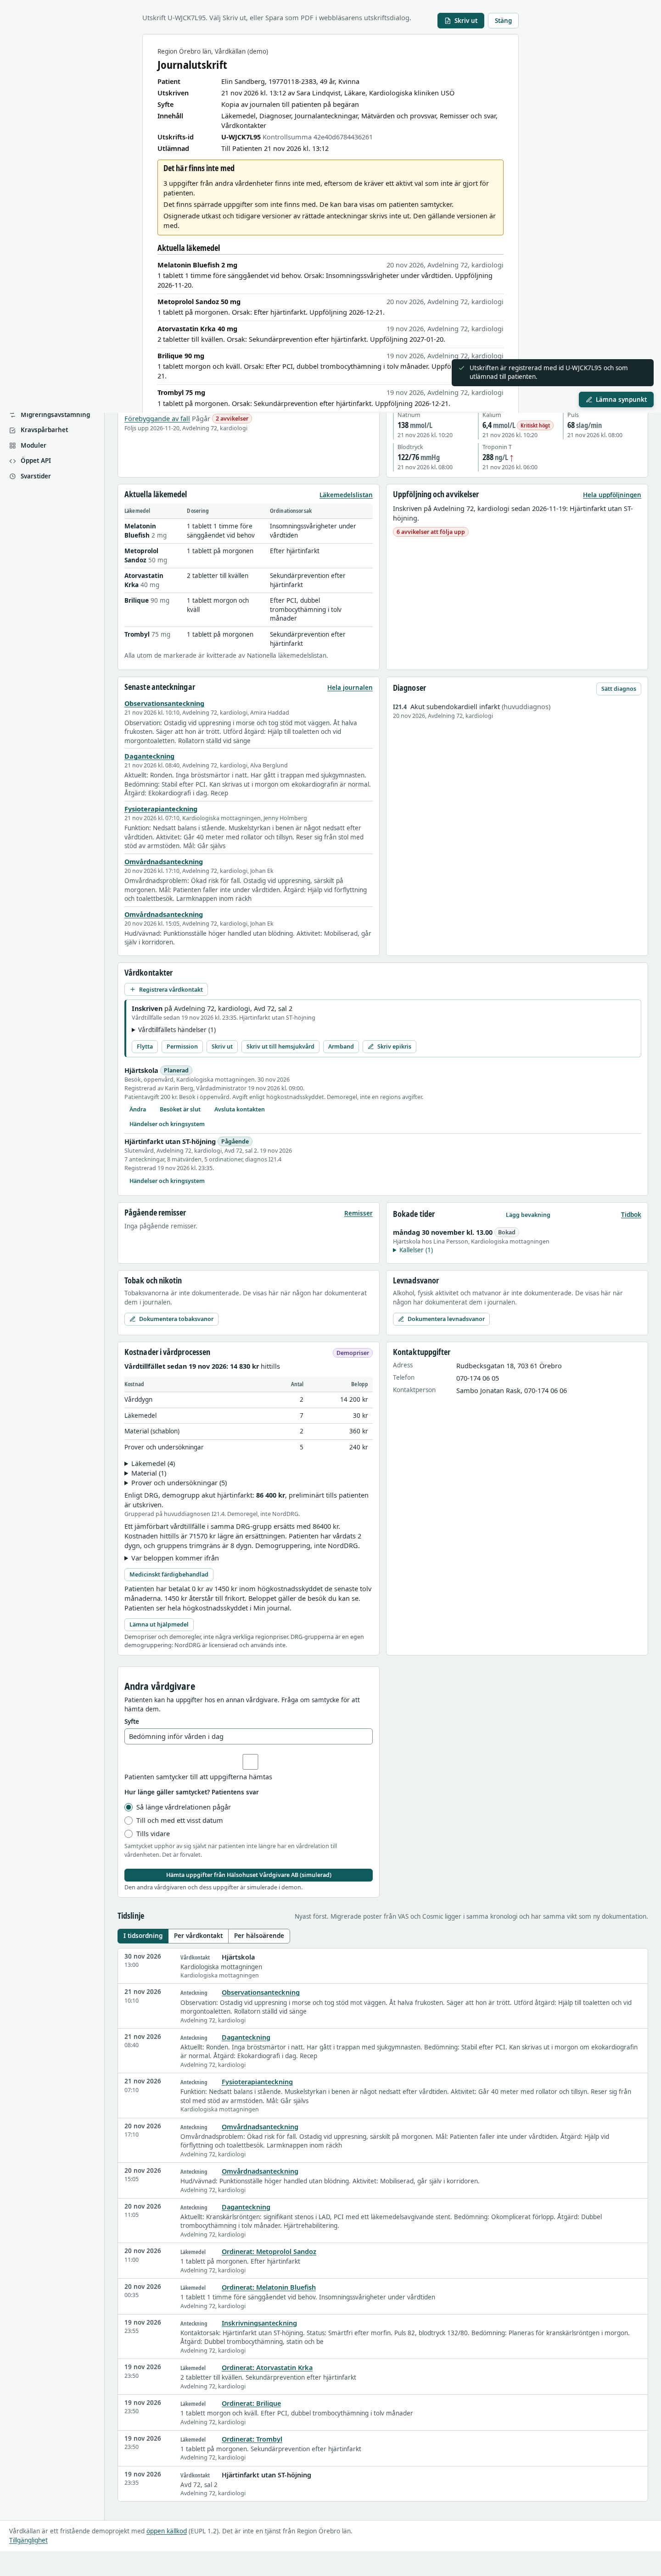 Utskrift U-WJCK7L95. Välj Skriv ut, eller Spara som PDF i webbläsarens utskriftsdialog.
Skriv ut
Stäng
Region Örebro län, Vårdkällan (demo)
Journalutskrift
Patient Elin Sandberg, 19770118-2383, 49 år, Kvinna
Utskriven 21 nov 2026 kl. 13:12 av Sara Lindqvist, Läkare, Kardiologiska kliniken USÖ
Syfte Kopia av journalen till patienten på begäran
Innehåll Läkemedel, Diagnoser, Journalanteckningar, Mätvärden och provsvar, Remisser och svar,
Vårdkontakter
Utskrifts-id U-WJCK7L95 Kontrollsumma 42e40d6784436261
Utlämnad Till Patienten 21 nov 2026 kl. 13:12
Det här finns inte med
3 uppgifter från andra vårdenheter finns inte med, eftersom de kräver ett aktivt val som inte är gjort för
patienten.
Det finns spärrade uppgifter som inte finns med. De kan bara visas om patienten samtycker.
Osignerade utkast och tidigare versioner av rättade anteckningar skrivs inte ut. Den gällande versionen är
med.
Aktuella läkemedel
Melatonin Bluefish 2 mg 20 nov 2026, Avdelning 72, kardiologi
1 tablett 1 timme före sänggåendet vid behov. Orsak: Insomningssvårigheter under vårdtiden. Uppföljning
2026-11-20.
Metoprolol Sandoz 50 mg 20 nov 2026, Avdelning 72, kardiologi
1 tablett på morgonen. Orsak: Efter hjärtinfarkt. Uppföljning 2026-12-21.
Atorvastatin Krka 40 mg 19 nov 2026, Avdelning 72, kardiologi
2 tabletter till kvällen. Orsak: Sekundärprevention efter hjärtinfarkt. Uppföljning 2027-01-20.
Brilique 90 mg 19 nov 2026, Avdelning 72, kardiologi
1 tablett morgon och kväll. Orsak: Efter PCI, dubbel trombocythämning i tolv månader. Uppfö
21.
Trombyl 75 mg 19 nov 2026, Avdelning 72, kardiologi
1 tablett på morgonen. Orsak: Sekundärprevention efter hjärtinfarkt. Uppföljning 2026-12-21.
Utskriften är registrerad med id U-WJCK7L95 och som
utlämnad till patienten.
Lämna synpunkt
Migreringsavstämning
Kravspårbarhet
Moduler
Öppet API
Svarstider
Förebyggande av fall Pågår 2 avvikelser
Följs upp 2026-11-20, Avdelning 72, kardiologi
Natrium
138 mmol/L
21 nov 2026 kl. 10:20
Kalium
6,4 mmol/L Kritiskt högt
21 nov 2026 kl. 10:20
Puls
68 slag/min
21 nov 2026 kl. 08:00
Blodtryck
122/76 mmHg
21 nov 2026 kl. 08:00
Troponin T
288 ng/L ↑
21 nov 2026 kl. 06:00
Aktuella läkemedel
Läkemedelslistan
Läkemedel Dosering Ordinationsorsak
Melatonin Bluefish 2 mg 1 tablett 1 timme före sänggåendet vid behov Insomningssvårigheter under vårdtiden
Metoprolol Sandoz 50 mg 1 tablett på morgonen Efter hjärtinfarkt
Atorvastatin Krka 40 mg 2 tabletter till kvällen Sekundärprevention efter hjärtinfarkt
Brilique 90 mg 1 tablett morgon och kväll Efter PCI, dubbel trombocythämning i tolv månader
Trombyl 75 mg 1 tablett på morgonen Sekundärprevention efter hjärtinfarkt
Alla utom de markerade är kvitterade av Nationella läkemedelslistan.
Uppföljning och avvikelser
Hela uppföljningen
Inskriven på Avdelning 72, kardiologi sedan 2026-11-19: Hjärtinfarkt utan ST-
höjning.
6 avvikelser att följa upp
Senaste anteckningar
Hela journalen
Observationsanteckning
21 nov 2026 kl. 10:10, Avdelning 72, kardiologi, Amira Haddad
Observation: Ostadig vid uppresning i morse och tog stöd mot väggen. Åt halva
frukosten. Säger att hon är trött. Utförd åtgärd: Hjälp till toaletten och vid
morgontoaletten. Rollatorn ställd vid sänge
Daganteckning
21 nov 2026 kl. 08:40, Avdelning 72, kardiologi, Alva Berglund
Aktuellt: Ronden. Inga bröstsmärtor i natt. Har gått i trappan med sjukgymnasten.
Bedömning: Stabil efter PCI. Kan skrivas ut i morgon om ekokardiografin är normal.
Åtgärd: Ekokardiografi i dag. Recep
Fysioterapianteckning
21 nov 2026 kl. 07:10, Kardiologiska mottagningen, Jenny Holmberg
Funktion: Nedsatt balans i stående. Muskelstyrkan i benen är något nedsatt efter
vårdtiden. Aktivitet: Går 40 meter med rollator och tillsyn. Reser sig från stol med
stöd av armstöden. Mål: Går självs
Omvårdnadsanteckning
20 nov 2026 kl. 17:10, Avdelning 72, kardiologi, Johan Ek
Omvårdnadsproblem: Ökad risk för fall. Ostadig vid uppresning, särskilt på
morgonen. Mål: Patienten faller inte under vårdtiden. Åtgärd: Hjälp vid förflyttning
och toalettbesök. Larmknappen inom räckh
Omvårdnadsanteckning
20 nov 2026 kl. 15:05, Avdelning 72, kardiologi, Johan Ek
Hud/vävnad: Punktionsställe höger handled utan blödning. Aktivitet: Mobiliserad, går
själv i korridoren.
Diagnoser
Sätt diagnos
I21.4 Akut subendokardiell infarkt (huvuddiagnos)
20 nov 2026, Avdelning 72, kardiologi
Vårdkontakter
Registrera vårdkontakt
Inskriven på Avdelning 72, kardiologi, Avd 72, sal 2
Vårdtillfälle sedan 19 nov 2026 kl. 23:35. Hjärtinfarkt utan ST-höjning
Vårdtillfällets händelser (1)
Flytta Permission Skriv ut Skriv ut till hemsjukvård Armband Skriv epikris
Hjärtskola Planerad
Besök, öppenvård, Kardiologiska mottagningen. 30 nov 2026
Registrerad av Karin Berg, Vårdadministratör 19 nov 2026 kl. 09:00.
Patientavgift 200 kr. Besök i öppenvård. Avgift enligt högkostnadsskyddet. Demoregel, inte en regions avgifter.
Ändra Besöket är slut Avsluta kontakten
Händelser och kringsystem
Hjärtinfarkt utan ST-höjning Pågående
Slutenvård, Avdelning 72, kardiologi, Avd 72, sal 2. 19 nov 2026
7 anteckningar, 8 mätvärden, 5 ordinationer, diagnos I21.4
Registrerad 19 nov 2026 kl. 23:35.
Händelser och kringsystem
Pågående remisser
Remisser
Inga pågående remisser.
Bokade tider
Lägg bevakning
Tidbok
måndag 30 november kl. 13.00 Bokad
Hjärtskola hos Lina Persson, Kardiologiska mottagningen
Kallelser (1)
Tobak och nikotin
Tobaksvanorna är inte dokumenterade. De visas här när någon har dokumenterat
dem i journalen.
Dokumentera tobaksvanor
Levnadsvanor
Alkohol, fysisk aktivitet och matvanor är inte dokumenterade. De visas här när
någon har dokumenterat dem i journalen.
Dokumentera levnadsvanor
Kostnader i vårdprocessen
Demopriser
Vårdtillfället sedan 19 nov 2026: 14 830 kr hittills
Kostnad Antal Belopp
Vårddygn 2 14 200 kr
Läkemedel 7 30 kr
Material (schablon) 2 360 kr
Prover och undersökningar 5 240 kr
Läkemedel (4)
Material (1)
Prover och undersökningar (5)
Enligt DRG, demogrupp akut hjärtinfarkt: 86 400 kr, preliminärt tills patienten
är utskriven.
Grupperad på huvuddiagnosen I21.4. Demoregel, inte NordDRG.
Ett jämförbart vårdtillfälle i samma DRG-grupp ersätts med 86400 kr.
Kostnaden hittills är 71570 kr lägre än ersättningen. Patienten har vårdats 2
dygn, och gruppens trimgräns är 8 dygn. Demogruppering, inte NordDRG.
Var beloppen kommer ifrån
Medicinskt färdigbehandlad
Patienten har betalat 0 kr av 1450 kr inom högkostnadsskyddet de senaste tolv
månaderna. 1450 kr återstår till frikort. Beloppet gäller de besök du kan se.
Patienten ser hela högkostnadsskyddet i Min journal.
Lämna ut hjälpmedel
Demopriser och demoregler, inte några verkliga regionpriser. DRG-grupperna är en egen
demogruppering: NordDRG är licensierad och används inte.
Kontaktuppgifter
Adress Rudbecksgatan 18, 703 61 Örebro
Telefon 070-174 06 05
Kontaktperson Sambo Jonatan Rask, 070-174 06 06
Andra vårdgivare
Patienten kan ha uppgifter hos en annan vårdgivare. Fråga om samtycke för att
hämta dem.
Syfte
Bedömning inför vården i dag
Patienten samtycker till att uppgifterna hämtas
Hur länge gäller samtycket? Patientens svar
Så länge vårdrelationen pågår
Till och med ett visst datum
Tills vidare
Samtycket upphör av sig självt när patienten inte längre har en vårdrelation till
vårdenheten. Det är förvalet.
Hämta uppgifter från Hälsohuset Vårdgivare AB (simulerad)
Den andra vårdgivaren och dess uppgifter är simulerade i demon.
Tidslinje
Nyast först. Migrerade poster från VAS och Cosmic ligger i samma kronologi och har samma vikt som ny dokumentation.
I tidsordning Per vårdkontakt Per hälsoärende
30 nov 2026 13:00 Vårdkontakt Hjärtskola
Kardiologiska mottagningen
Kardiologiska mottagningen
21 nov 2026 10:10 Anteckning Observationsanteckning
Observation: Ostadig vid uppresning i morse och tog stöd mot väggen. Åt halva frukosten. Säger att hon är trött. Utförd åtgärd: Hjälp till toaletten och vid
morgontoaletten. Rollatorn ställd vid sänge
Avdelning 72, kardiologi
21 nov 2026 08:40 Anteckning Daganteckning
Aktuellt: Ronden. Inga bröstsmärtor i natt. Har gått i trappan med sjukgymnasten. Bedömning: Stabil efter PCI. Kan skrivas ut i morgon om ekokardiografin
är normal. Åtgärd: Ekokardiografi i dag. Recep
Avdelning 72, kardiologi
21 nov 2026 07:10 Anteckning Fysioterapianteckning
Funktion: Nedsatt balans i stående. Muskelstyrkan i benen är något nedsatt efter vårdtiden. Aktivitet: Går 40 meter med rollator och tillsyn. Reser sig från
stol med stöd av armstöden. Mål: Går självs
Kardiologiska mottagningen
20 nov 2026 17:10 Anteckning Omvårdnadsanteckning
Omvårdnadsproblem: Ökad risk för fall. Ostadig vid uppresning, särskilt på morgonen. Mål: Patienten faller inte under vårdtiden. Åtgärd: Hjälp vid
förflyttning och toalettbesök. Larmknappen inom räckh
Avdelning 72, kardiologi
20 nov 2026 15:05 Anteckning Omvårdnadsanteckning
Hud/vävnad: Punktionsställe höger handled utan blödning. Aktivitet: Mobiliserad, går själv i korridoren.
Avdelning 72, kardiologi
20 nov 2026 11:05 Anteckning Daganteckning
Aktuellt: Kranskärlsröntgen: signifikant stenos i LAD, PCI med ett läkemedelsavgivande stent. Bedömning: Okomplicerat förlopp. Åtgärd: Dubbel
trombocythämning i tolv månader. Hjärtrehabilitering.
Avdelning 72, kardiologi
20 nov 2026 11:00 Läkemedel Ordinerat: Metoprolol Sandoz
1 tablett på morgonen. Efter hjärtinfarkt
Avdelning 72, kardiologi
20 nov 2026 00:35 Läkemedel Ordinerat: Melatonin Bluefish
1 tablett 1 timme före sänggåendet vid behov. Insomningssvårigheter under vårdtiden
Avdelning 72, kardiologi
19 nov 2026 23:55 Anteckning Inskrivningsanteckning
Kontaktorsak: Hjärtinfarkt utan ST-höjning. Status: Smärtfri efter morfin. Puls 82, blodtryck 132/80. Bedömning: Planeras för kranskärlsröntgen i morgon.
Åtgärd: Dubbel trombocythämning, statin och be
Avdelning 72, kardiologi
19 nov 2026 23:50 Läkemedel Ordinerat: Atorvastatin Krka
2 tabletter till kvällen. Sekundärprevention efter hjärtinfarkt
Avdelning 72, kardiologi
19 nov 2026 23:50 Läkemedel Ordinerat: Brilique
1 tablett morgon och kväll. Efter PCI, dubbel trombocythämning i tolv månader
Avdelning 72, kardiologi
19 nov 2026 23:50 Läkemedel Ordinerat: Trombyl
1 tablett på morgonen. Sekundärprevention efter hjärtinfarkt
Avdelning 72, kardiologi
19 nov 2026 23:35 Vårdkontakt Hjärtinfarkt utan ST-höjning
Avd 72, sal 2
Avdelning 72, kardiologi
Vårdkällan är ett fristående demoprojekt med öppen källkod (EUPL 1.2). Det är inte en tjänst från Region Örebro län.
Tillgänglighet